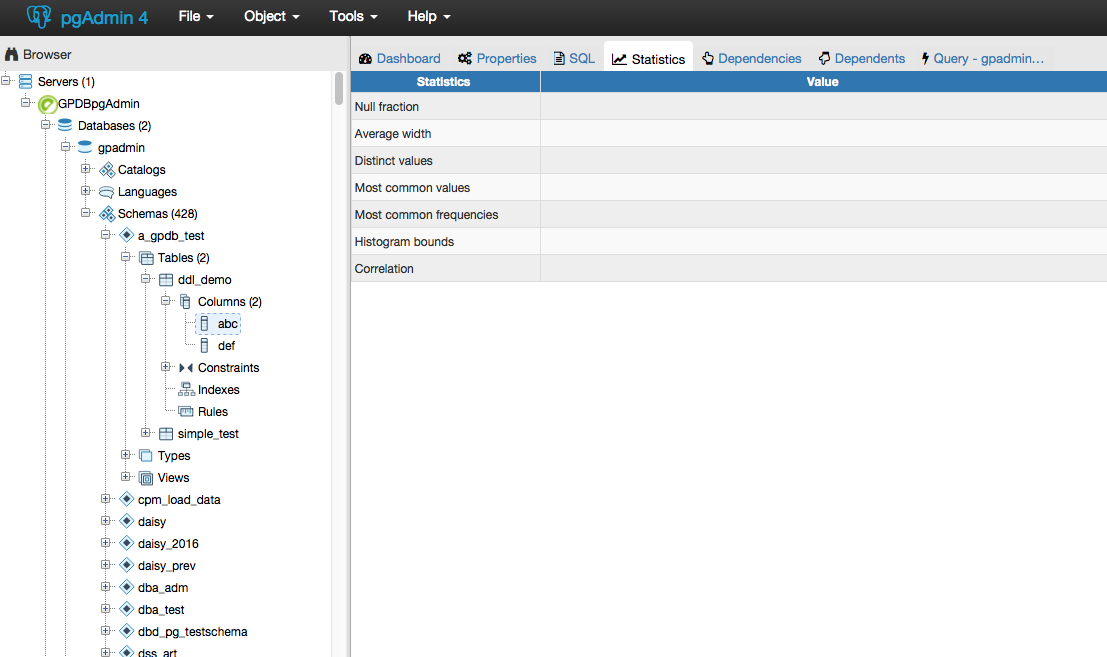 pgAdmin 4 File Object Tools Help
Browser
Servers (1)
GPDBpgAdmin
Databases (2)
gpadmin
Catalogs
Languages
Schemas (428)
a_gpdb_test
Tables (2)
ddl_demo
Columns (2)
abc
def
Constraints
Indexes
Rules
simple_test
Types
Views
cpm_load_data
daisy
daisy_2016
daisy_prev
dba_adm
dba_test
dbd_pg_testschema
dss_art
Dashboard Properties SQL Statistics Dependencies Dependents Query - gpadmin...
Statistics Value
Null fraction
Average width
Distinct values
Most common values
Most common frequencies
Histogram bounds
Correlation